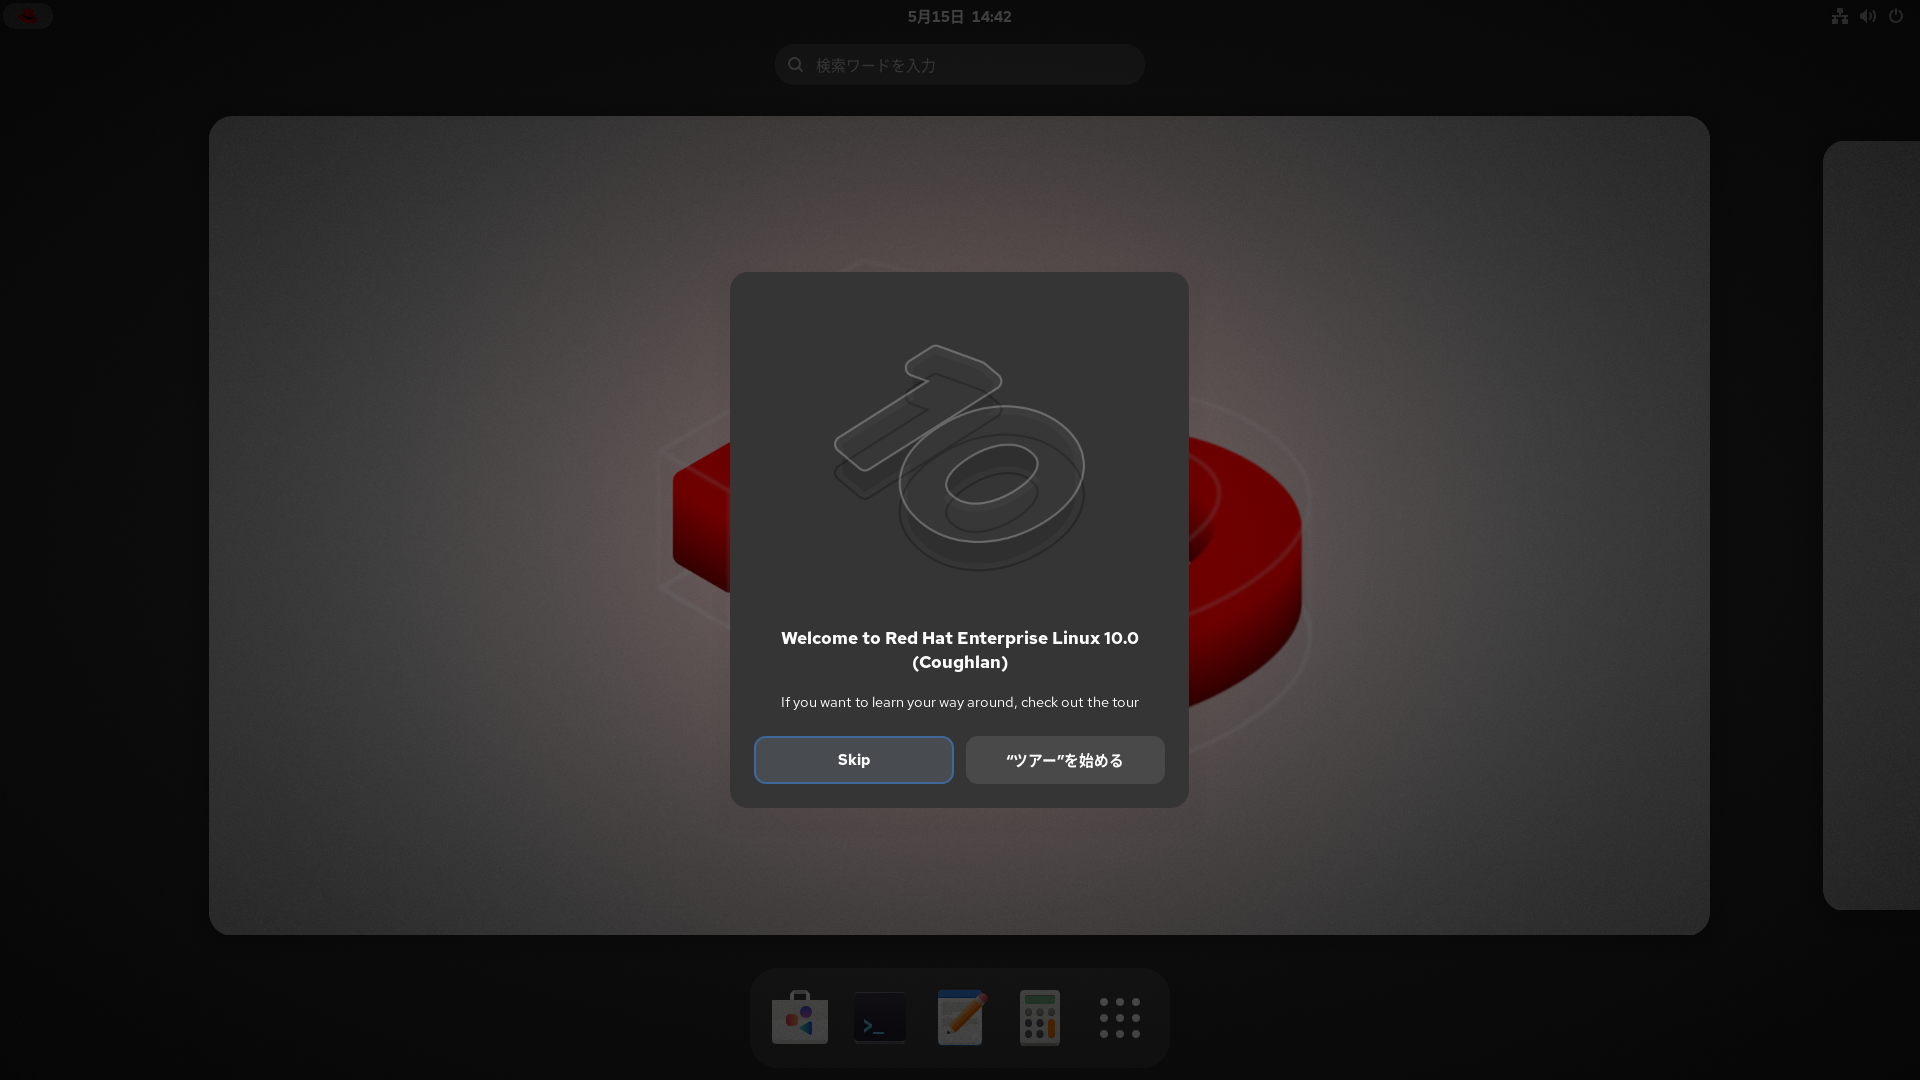 5月15日 14:42
検索ワードを入力
Welcome to Red Hat Enterprise Linux 10.0
(Coughlan)
If you want to learn your way around, check out the tour
Skip
“ツアー”を始める